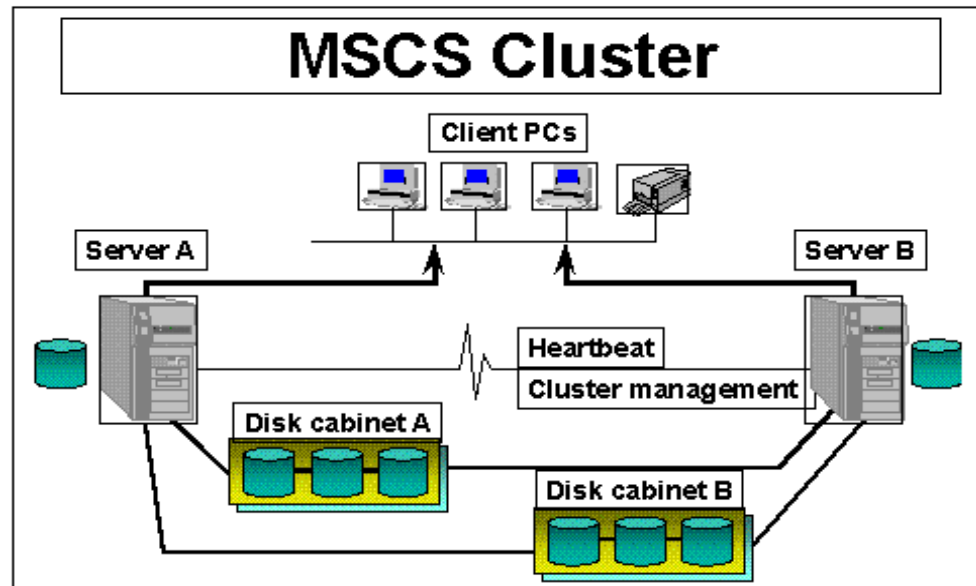 MSCS Cluster
Client PCs
Server A
Server B
Heartbeat
Cluster management
Disk cabinet A
Disk cabinet B